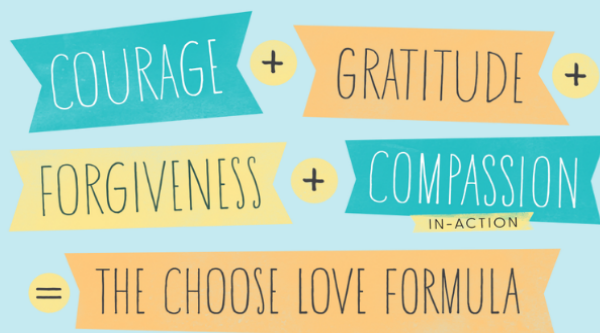 COURAGE + GRATITUDE +
FORGIVENESS + COMPASSION
IN-ACTION
= THE CHOOSE LOVE FORMULA